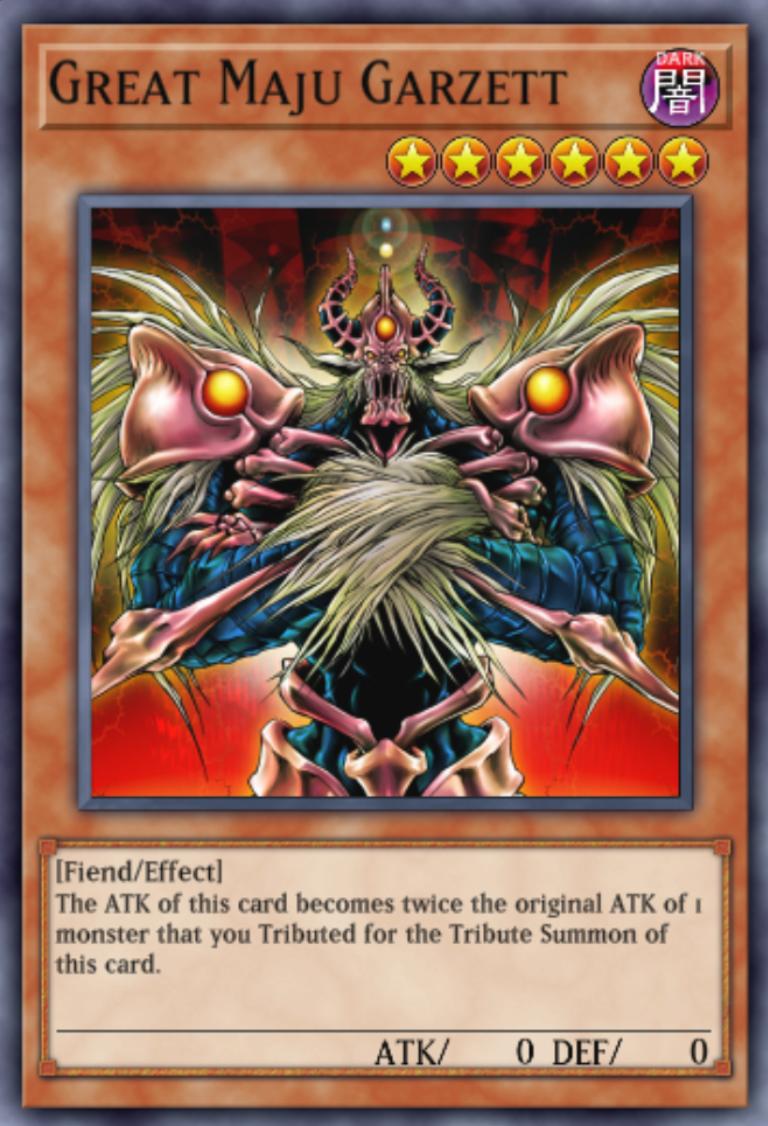 Great Maju Garzett
DARK
闇
[Fiend/Effect]
The ATK of this card becomes twice the original ATK of 1
monster that you Tributed for the Tribute Summon of
this card.
ATK/ 0 DEF/ 0